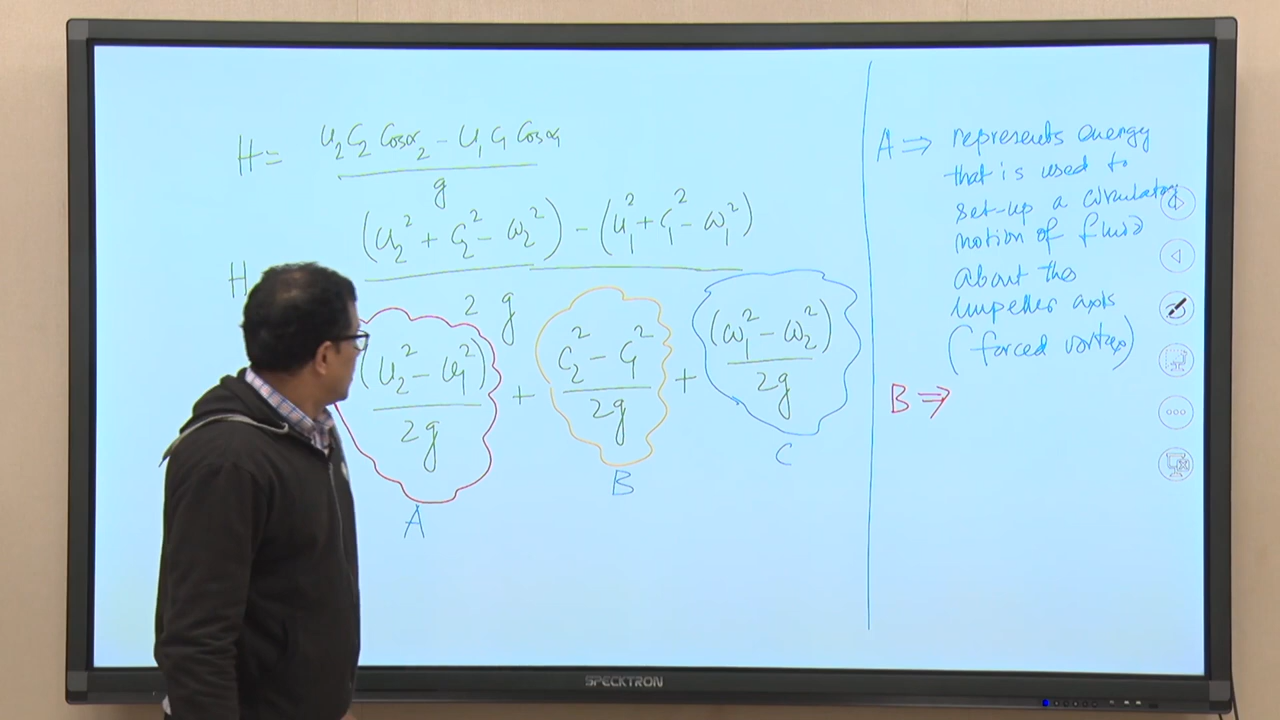 H = u₂ C₂ Cosα₂ − u₁ C₁ Cosα₁
g
H (u₂² + C₂² − ω₂²) − (u₁² + C₁² − ω₁²)
2 g
(u₂² − u₁²) + C₂² − C₁² + (ω₁² − ω₂²)
2g 2g 2g
A B C
A ⇒ represents energy
that is used to
set-up a circulatory
motion of fluid
about the
impeller axis
(forced vortex)
B ⇒
SPECKTRON